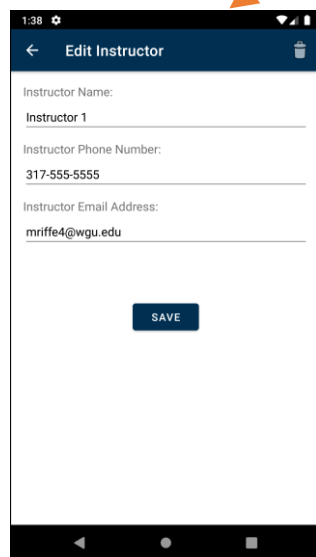 1:38
Edit Instructor
Instructor Name:
Instructor 1
Instructor Phone Number:
317-555-5555
Instructor Email Address:
mriffe4@wgu.edu
SAVE